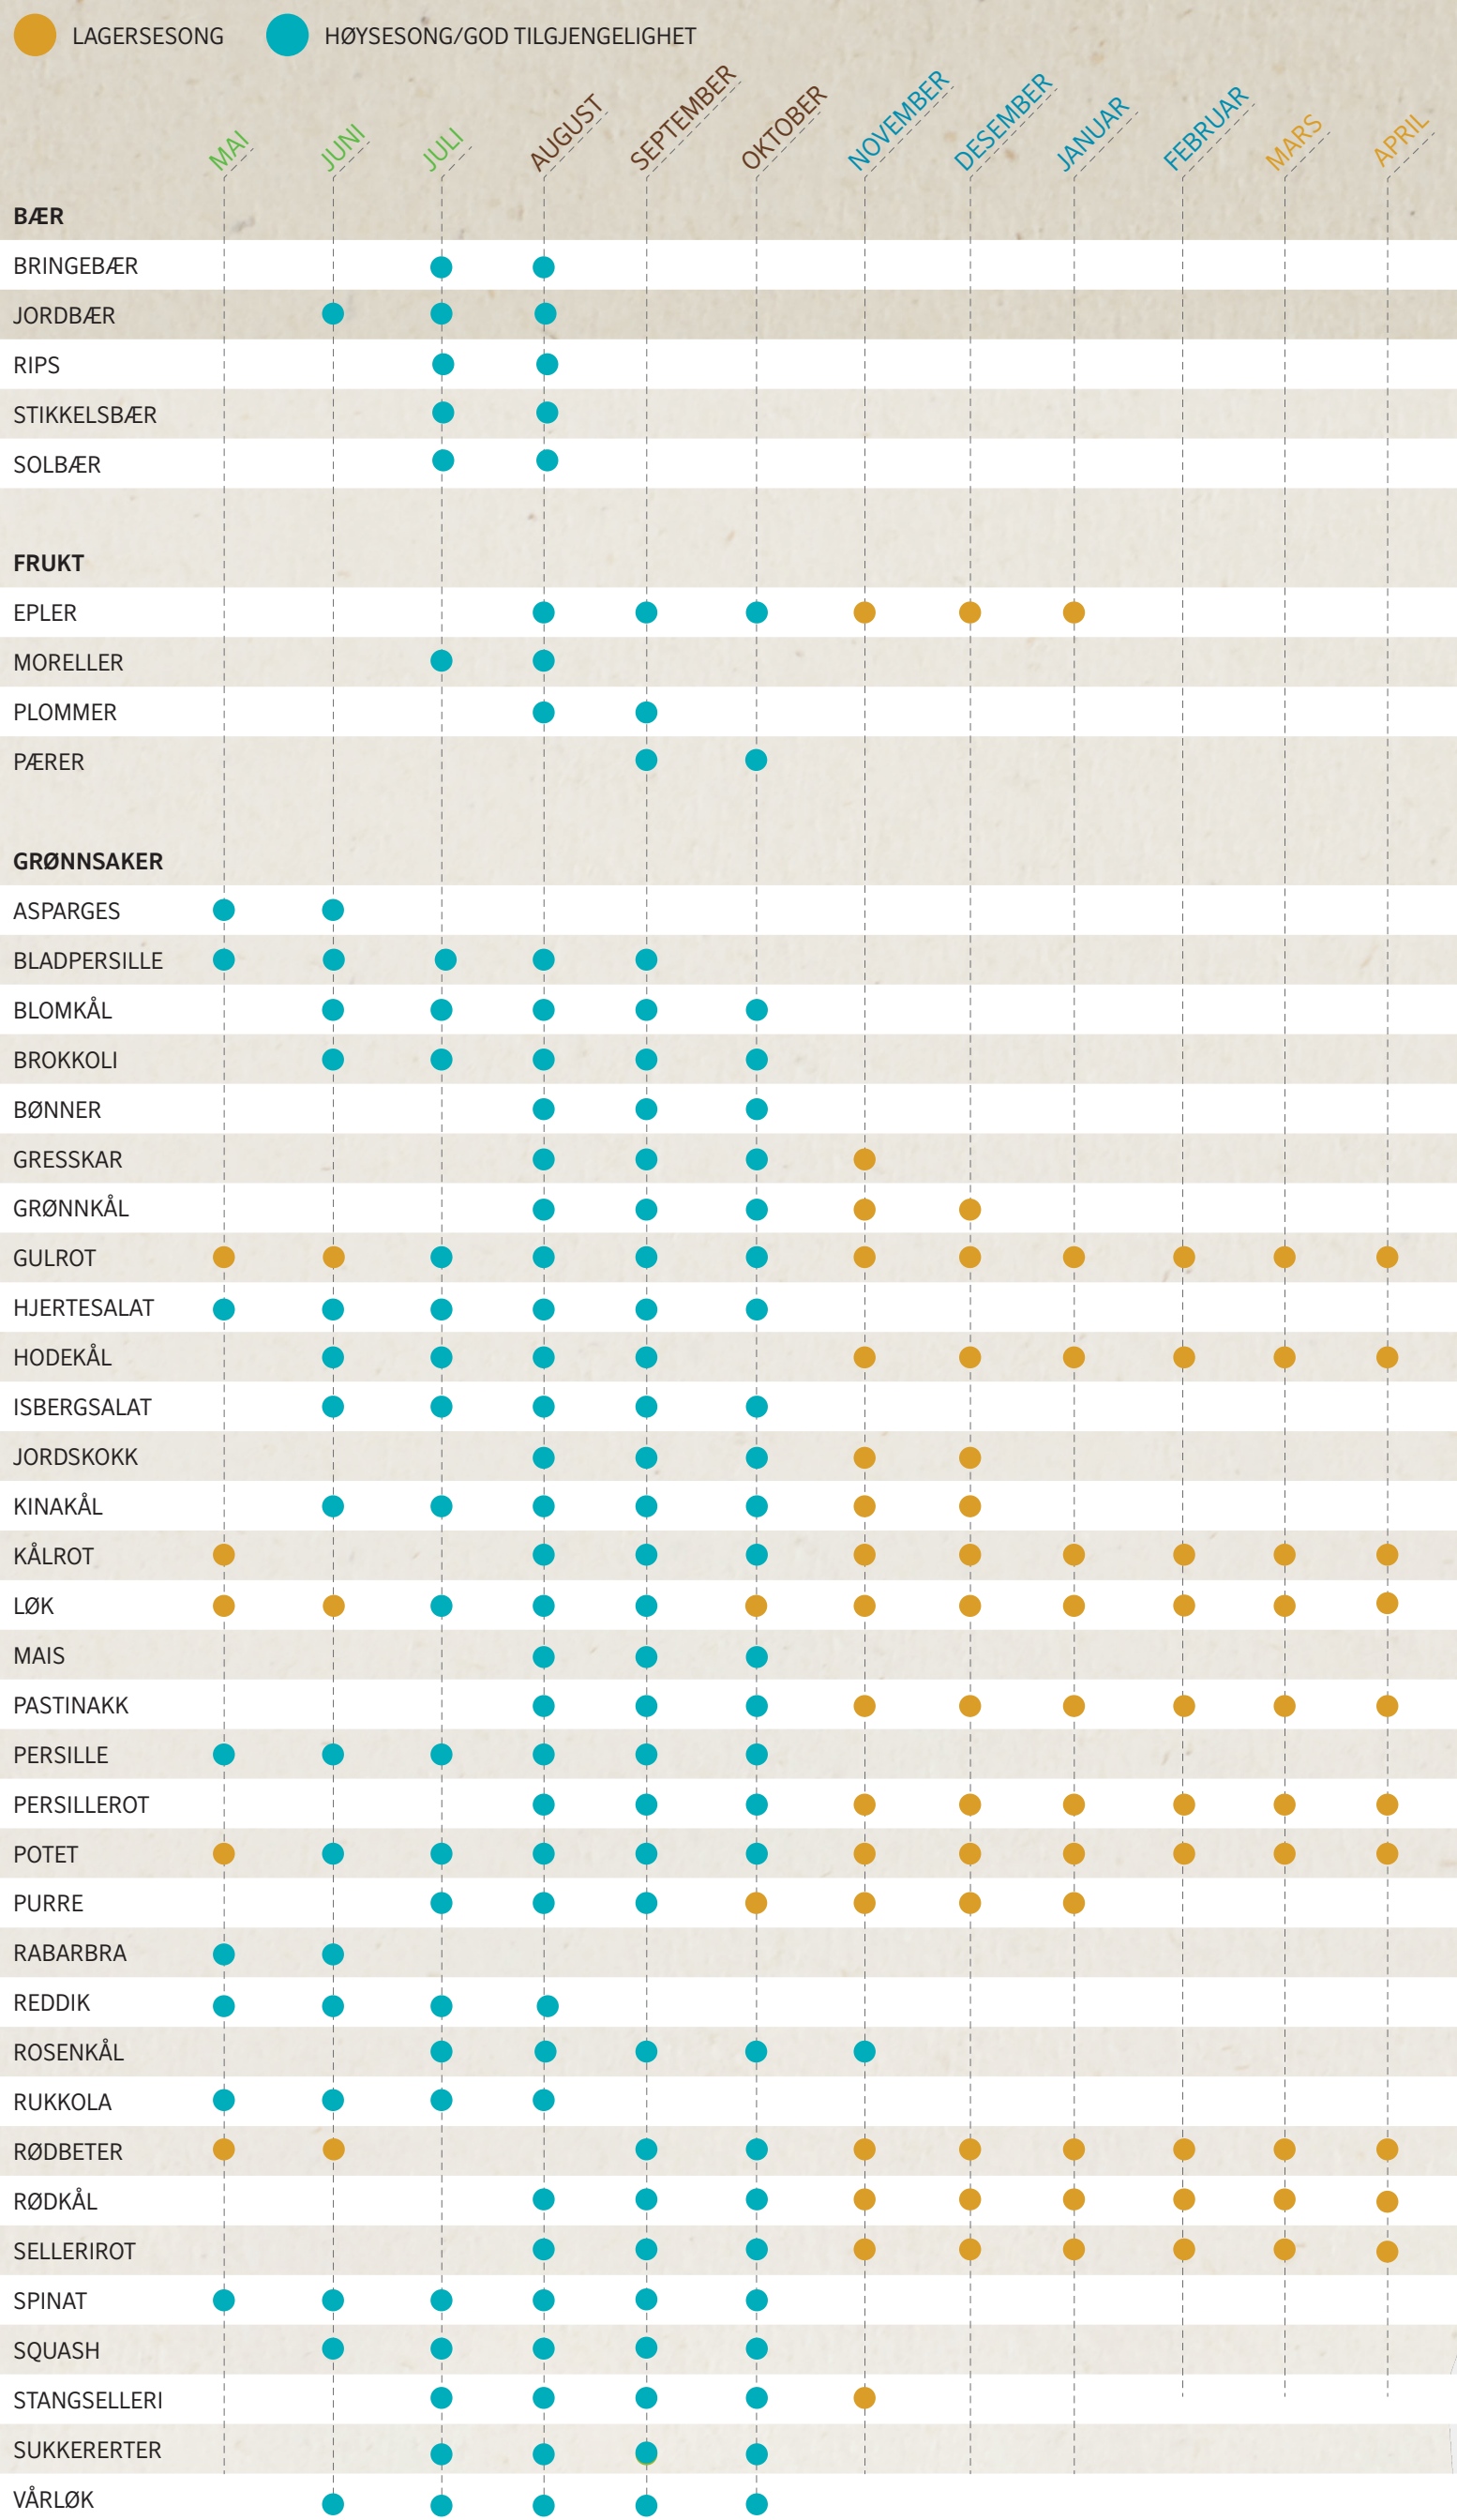 LAGERSESONG HØYSESONG/GOD TILGJENGELIGHET
MAI JUNI JULI AUGUST SEPTEMBER OKTOBER NOVEMBER DESEMBER JANUAR FEBRUAR MARS APRIL
BÆR
BRINGEBÆR
JORDBÆR
RIPS
STIKKELSBÆR
SOLBÆR
FRUKT
EPLER
MORELLER
PLOMMER
PÆRER
GRØNNSAKER
ASPARGES
BLADPERSILLE
BLOMKÅL
BROKKOLI
BØNNER
GRESSKAR
GRØNNKÅL
GULROT
HJERTESALAT
HODEKÅL
ISBERGSALAT
JORDSKOKK
KINAKÅL
KÅLROT
LØK
MAIS
PASTINAKK
PERSILLE
PERSILLEROT
POTET
PURRE
RABARBRA
REDDIK
ROSENKÅL
RUKKOLA
RØDBETER
RØDKÅL
SELLERIROT
SPINAT
SQUASH
STANGSELLERI
SUKKERERTER
VÅRLØK